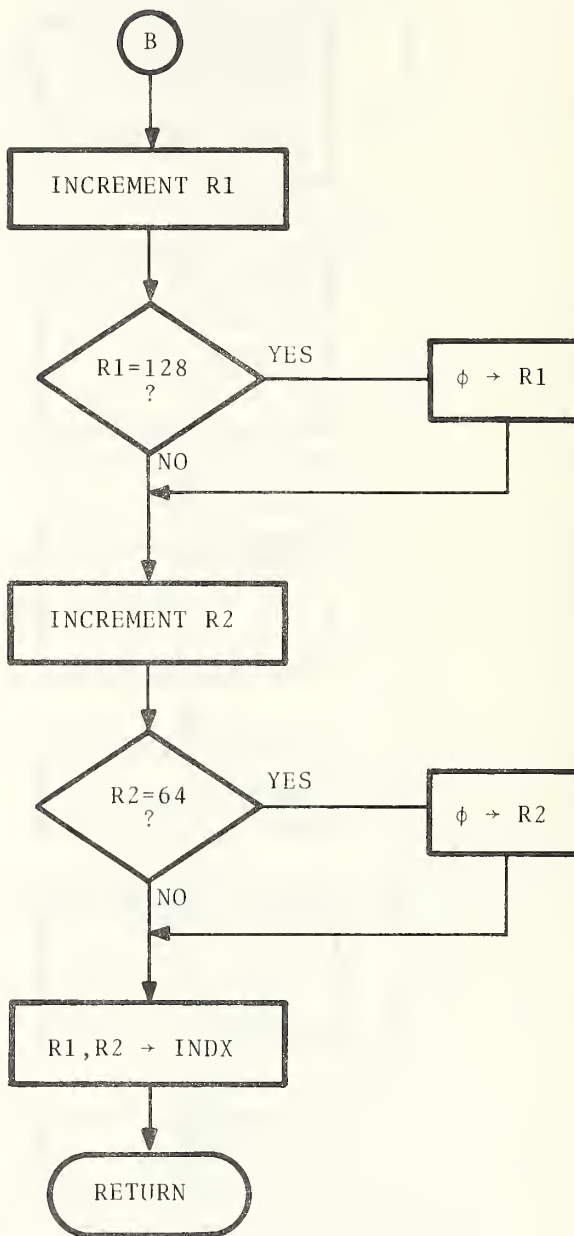 B
INCREMENT R1
R1=128
?
YES
ϕ → R1
NO
INCREMENT R2
R2=64
?
YES
ϕ → R2
NO
R1,R2 → INDX
RETURN